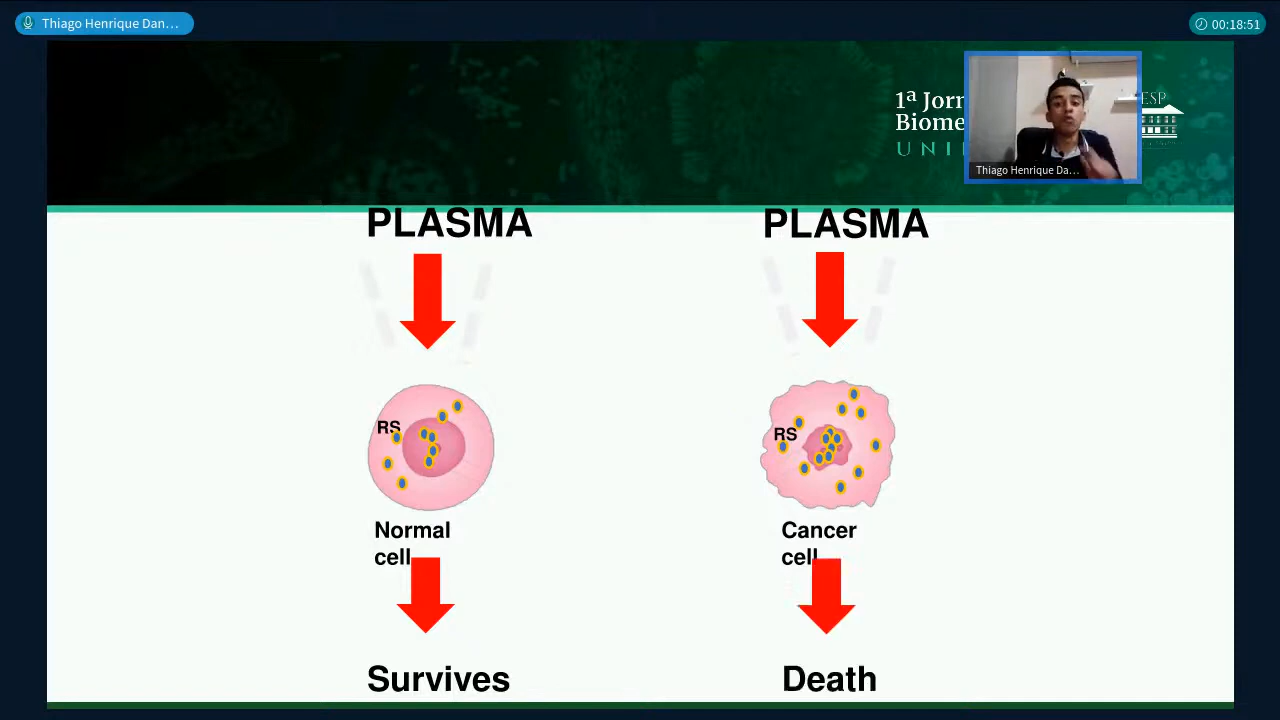 Thiago Henrique Dan...
00:18:51
1ª Jorn
Biome
UNI
ESP
Thiago Henrique Da...
PLASMA
PLASMA
RS
RS
Normal
cell
Cancer
cell
Survives
Death